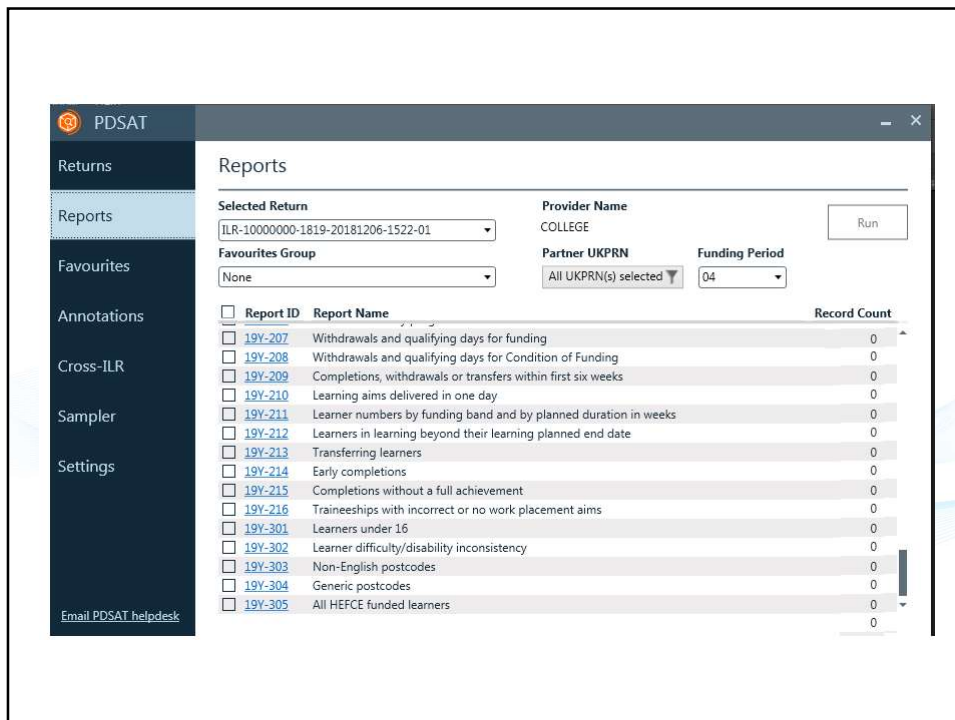 PDSAT
Returns
Reports
Favourites
Annotations
Cross-ILR
Sampler
Settings
Email PDSAT helpdesk
Reports
Selected Return Provider Name
ILR-10000000-1819-20181206-1522-01 COLLEGE Run
Favourites Group Partner UKPRN Funding Period
None All UKPRN(s) selected 04
Report ID Report Name Record Count
19Y-207 Withdrawals and qualifying days for funding 0
19Y-208 Withdrawals and qualifying days for Condition of Funding 0
19Y-209 Completions, withdrawals or transfers within first six weeks 0
19Y-210 Learning aims delivered in one day 0
19Y-211 Learner numbers by funding band and by planned duration in weeks 0
19Y-212 Learners in learning beyond their learning planned end date 0
19Y-213 Transferring learners 0
19Y-214 Early completions 0
19Y-215 Completions without a full achievement 0
19Y-216 Traineeships with incorrect or no work placement aims 0
19Y-301 Learners under 16 0
19Y-302 Learner difficulty/disability inconsistency 0
19Y-303 Non-English postcodes 0
19Y-304 Generic postcodes 0
19Y-305 All HEFCE funded learners 0
0